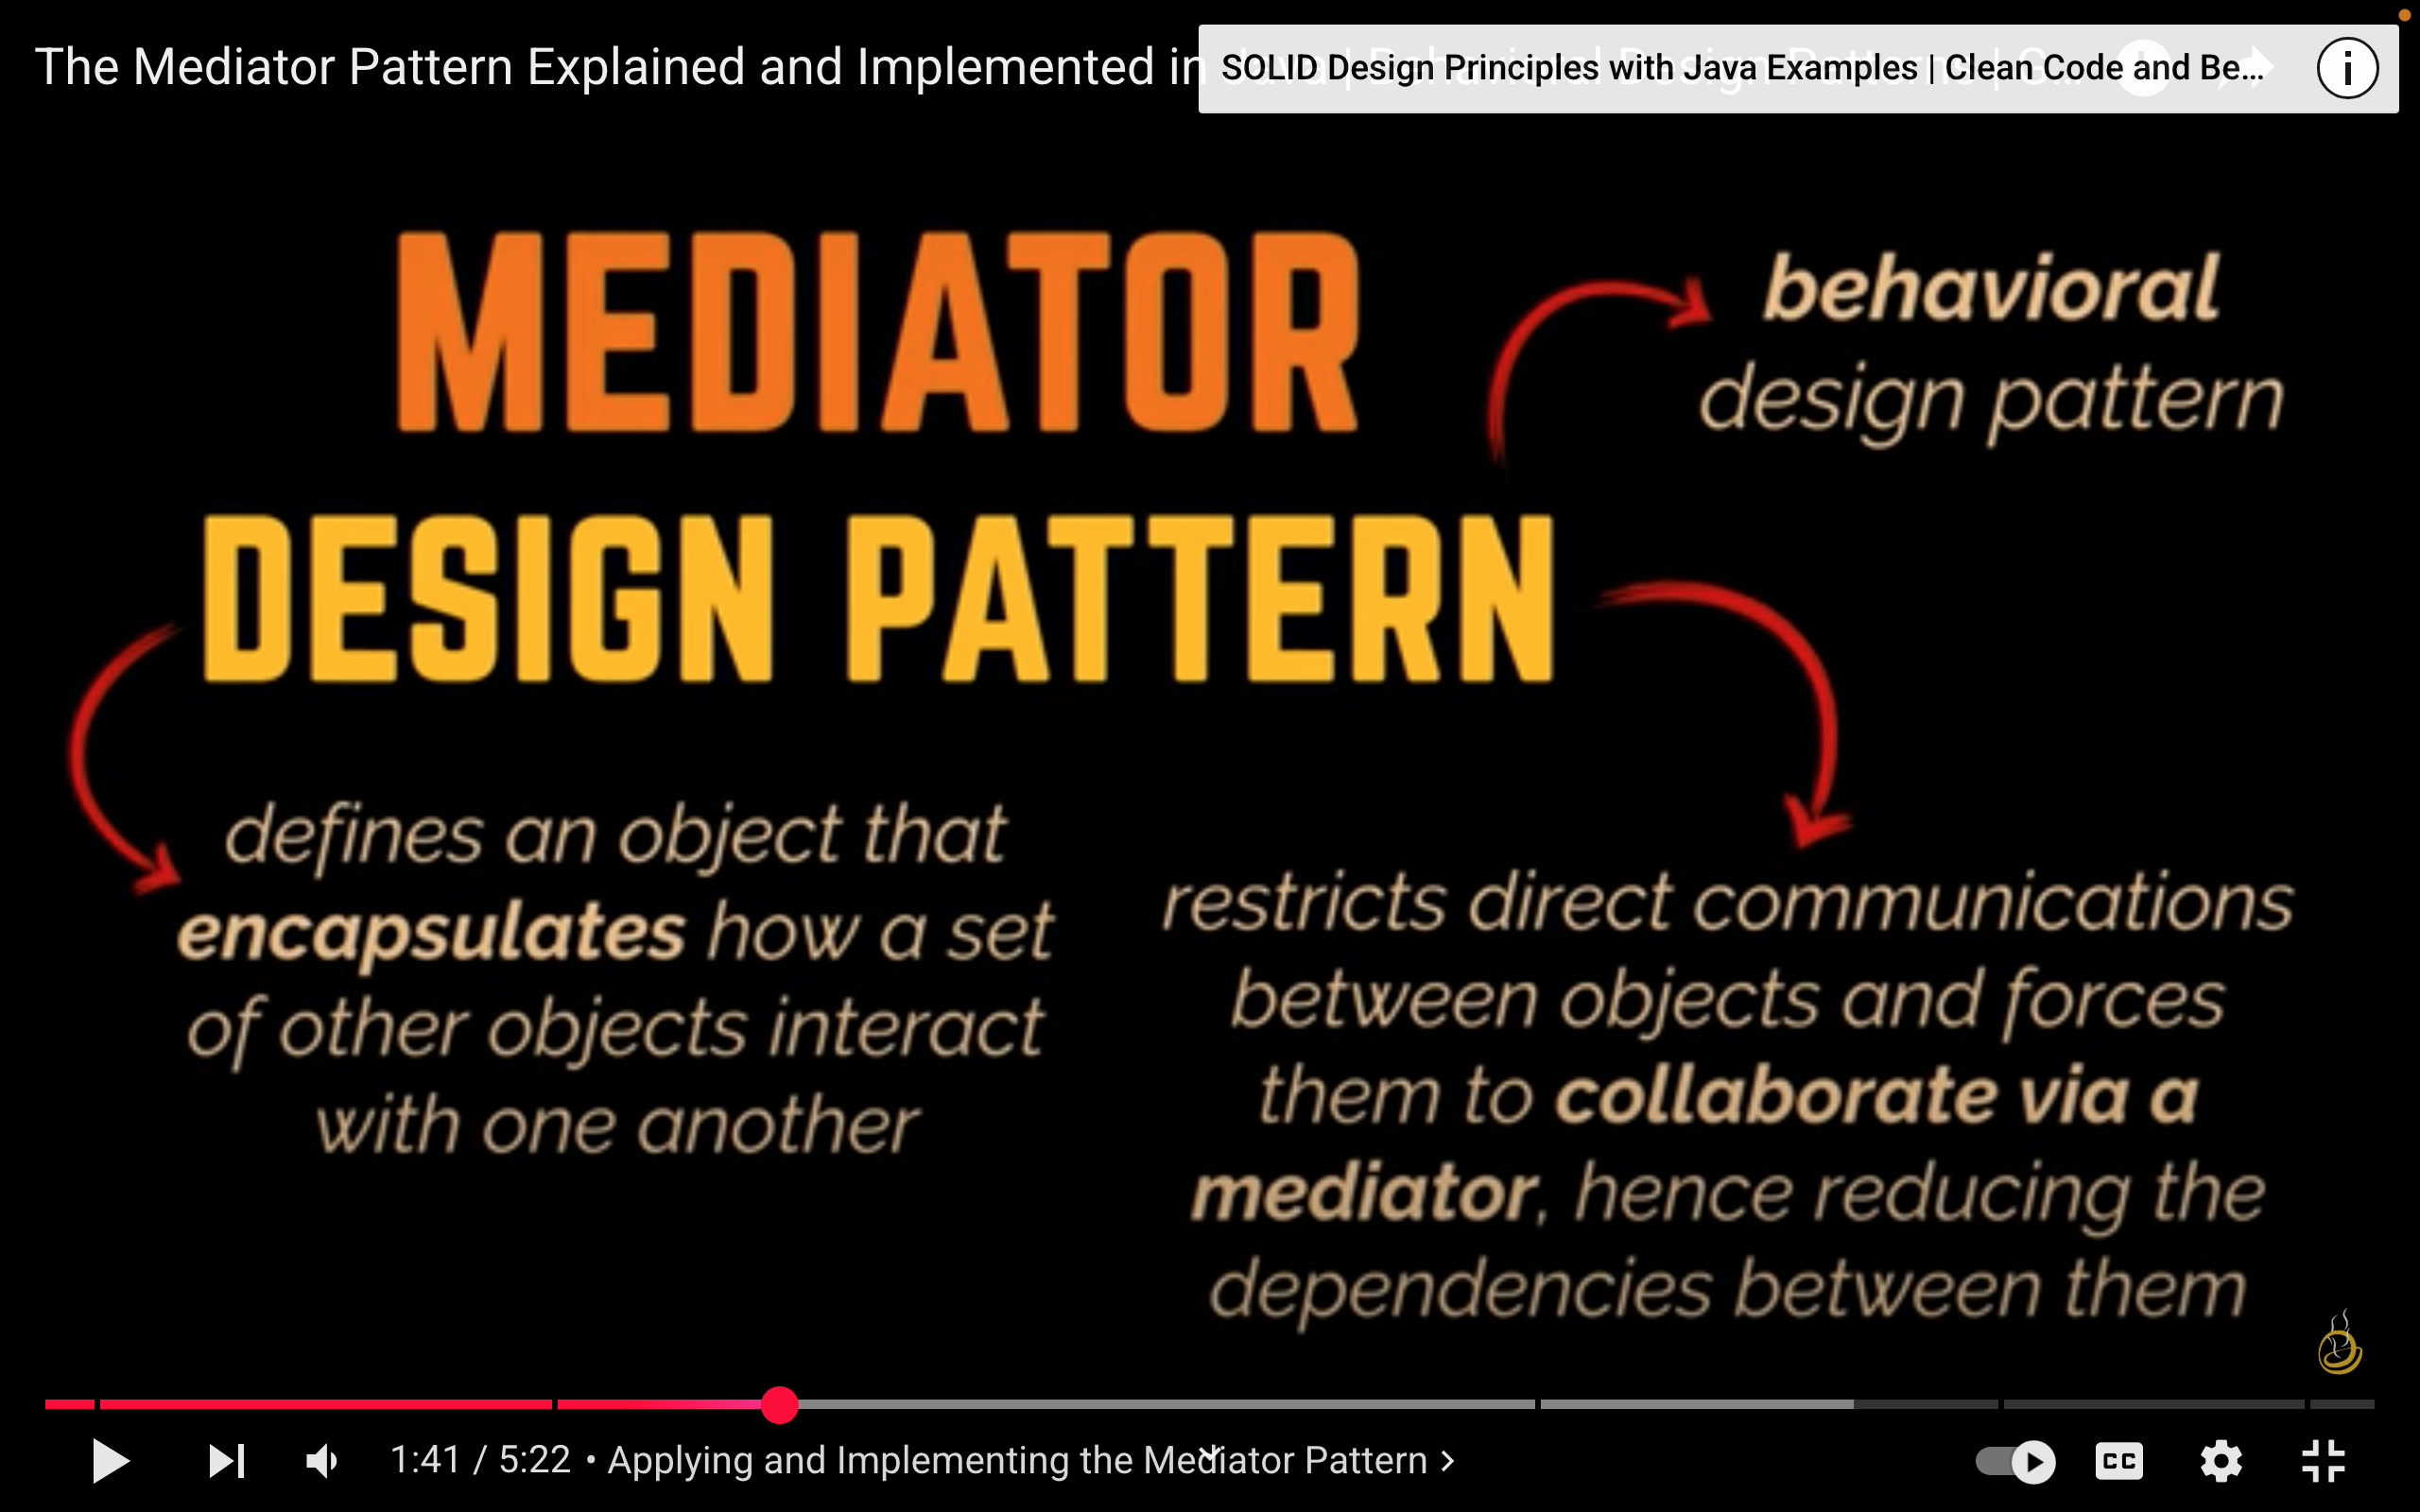 The Mediator Pattern Explained and Implemented in
SOLID Design Principles with Java Examples | Clean Code and Be...
MEDIATOR
DESIGN PATTERN
behavioral
design pattern
defines an object that
encapsulates how a set
of other objects interact
with one another
restricts direct communications
between objects and forces
them to collaborate via a
mediator, hence reducing the
dependencies between them
1:41 / 5:22 • Applying and Implementing the Mediator Pattern >
CC